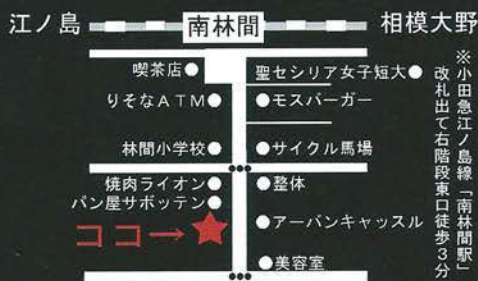 江ノ島
南林間
相模大野
喫茶店
聖セシリア女子短大
りそなATM
モスバーガー
林間小学校
サイクル馬場
焼肉ライオン
整体
パン屋サボッテン
アーバンキャッスル
ココ→
美容室
※小田急江ノ島線「南林間駅」
改札出て右階段東口徒歩3分